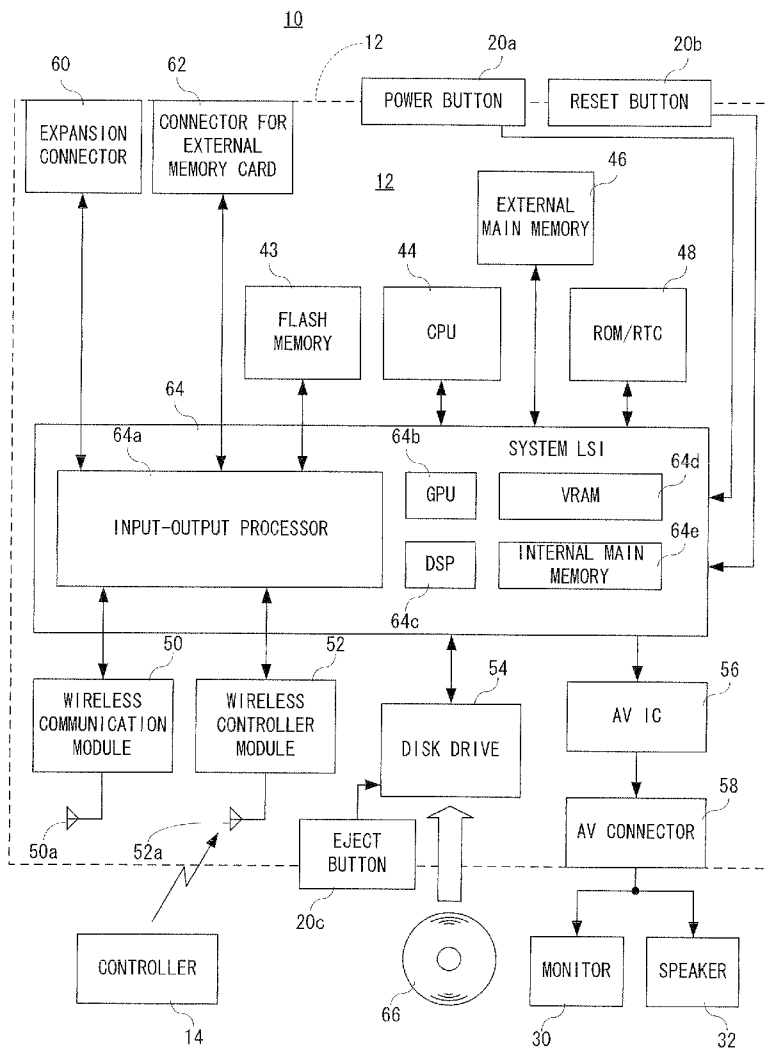 10
60
62
12
20a
20b
EXPANSION
CONNECTOR
CONNECTOR FOR
EXTERNAL
MEMORY CARD
POWER BUTTON
RESET BUTTON
12
46
EXTERNAL
MAIN MEMORY
43
44
48
FLASH
MEMORY
CPU
ROM/RTC
64
64a
64b
SYSTEM LSI
64d
INPUT-OUTPUT PROCESSOR
GPU
VRAM
64e
DSP
INTERNAL MAIN
MEMORY
64c
50
52
54
56
WIRELESS
COMMUNICATION
MODULE
WIRELESS
CONTROLLER
MODULE
DISK DRIVE
AV IC
58
50a
52a
EJECT
BUTTON
AV CONNECTOR
20c
CONTROLLER
MONITOR
SPEAKER
14
66
30
32